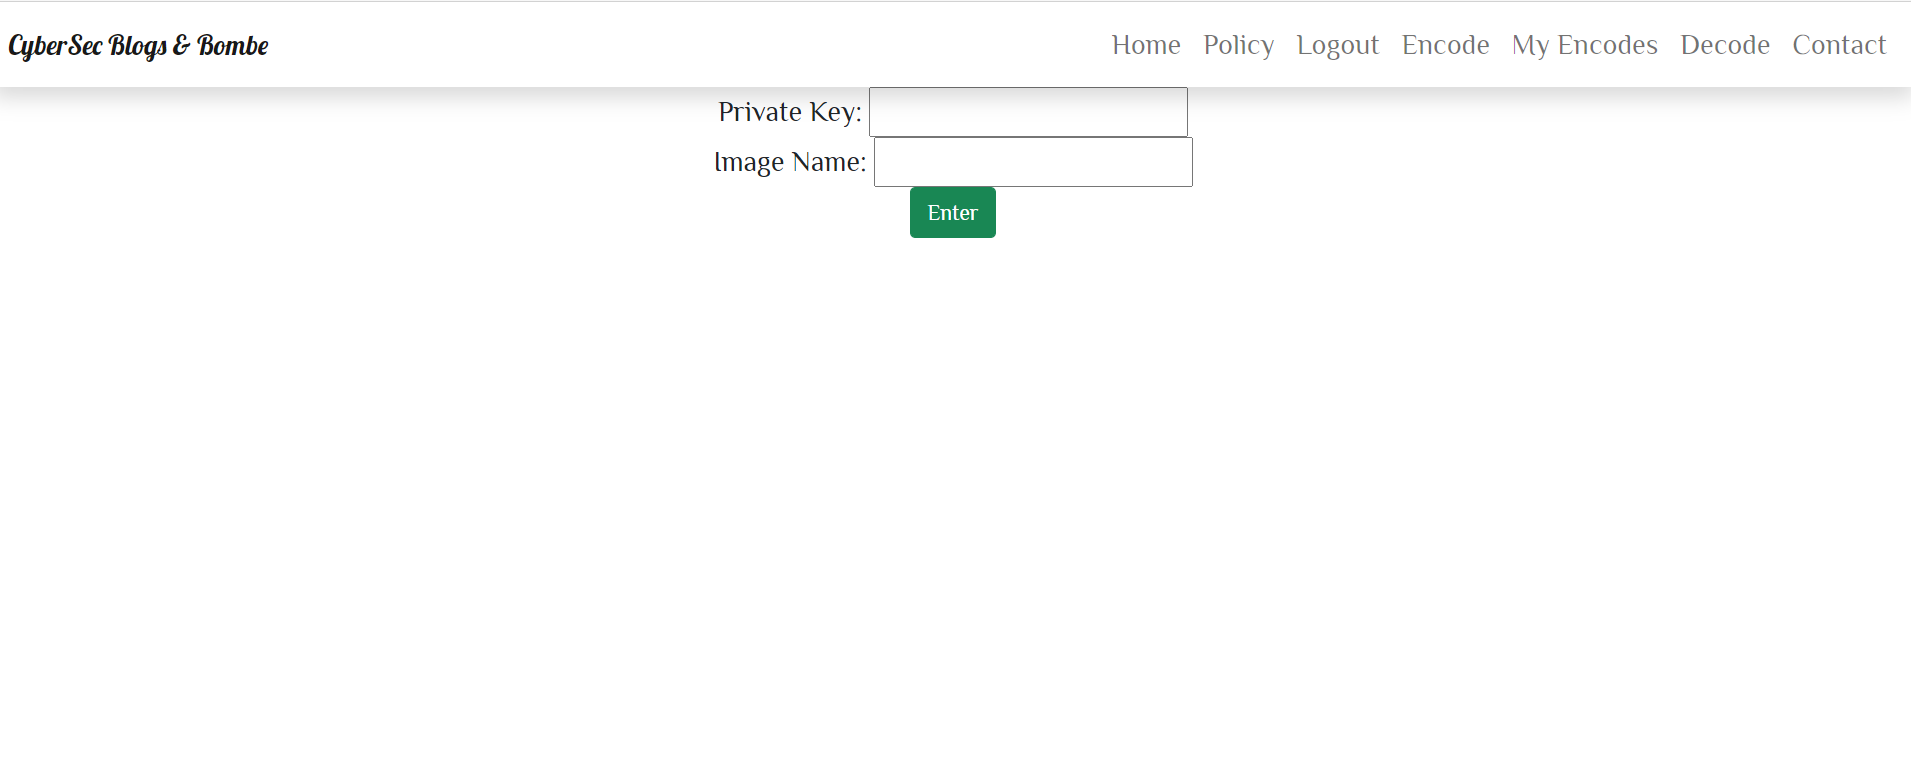 CyberSec Blogs & Bombe Home Policy Logout Encode My Encodes Decode Contact
Private Key:
Image Name:
Enter